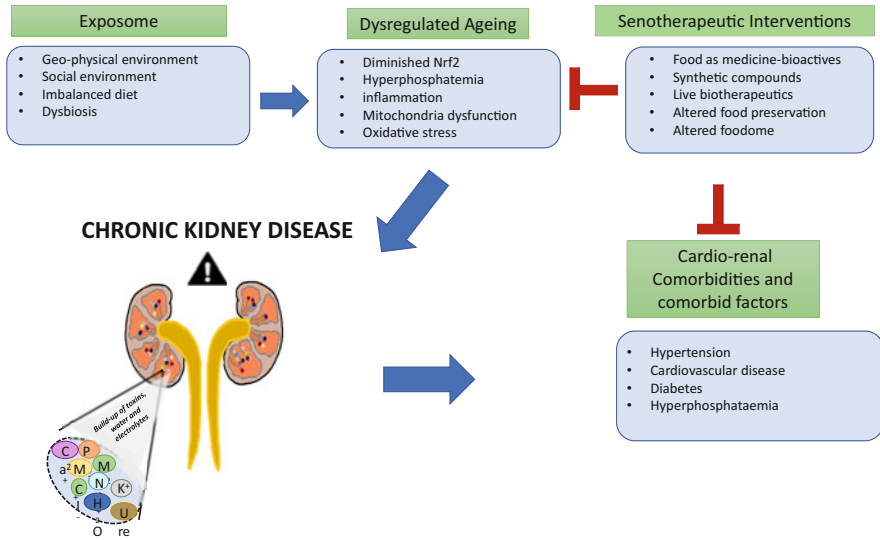 Exposome
Geo-physical environment
Social environment
Imbalanced diet
Dysbiosis
Dysregulated Ageing
Diminished Nrf2
Hyperphosphatemia
inflammation
Mitochondria dysfunction
Oxidative stress
Senotherapeutic Interventions
Food as medicine-bioactives
Synthetic compounds
Live biotherapeutics
Altered food preservation
Altered foodome
CHRONIC KIDNEY DISEASE
Build-up of toxins,
water and
electrolytes
C P
a²⁺ M M
C N K⁺
H U
O re
Cardio-renal
Comorbidities and
comorbid factors
Hypertension
Cardiovascular disease
Diabetes
Hyperphosphataemia